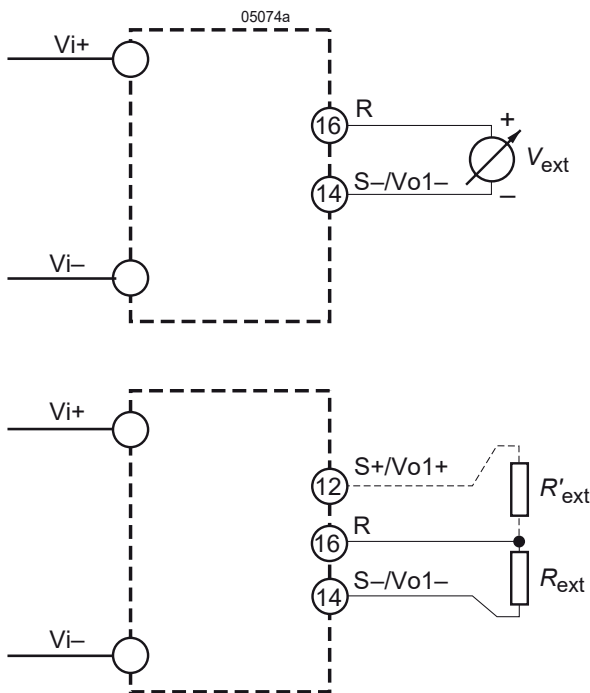 05074a
Vi+
16
R
+
Vext
14
S–/Vo1–
–
Vi–
Vi+
S+/Vo1+
12
R'ext
R
16
S–/Vo1–
Rext
14
Vi–